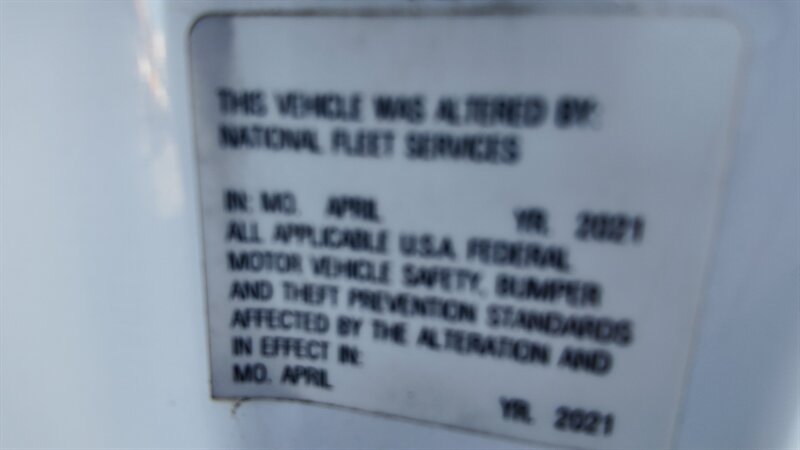 THIS VEHICLE WAS ALTERED BY:
NATIONAL FLEET SERVICES
IN: MO. APRIL YR. 2021
ALL APPLICABLE U.S.A. FEDERAL
MOTOR VEHICLE SAFETY, BUMPER
AND THEFT PREVENTION STANDARDS
AFFECTED BY THE ALTERATION AND
IN EFFECT IN:
MO. APRIL YR. 2021